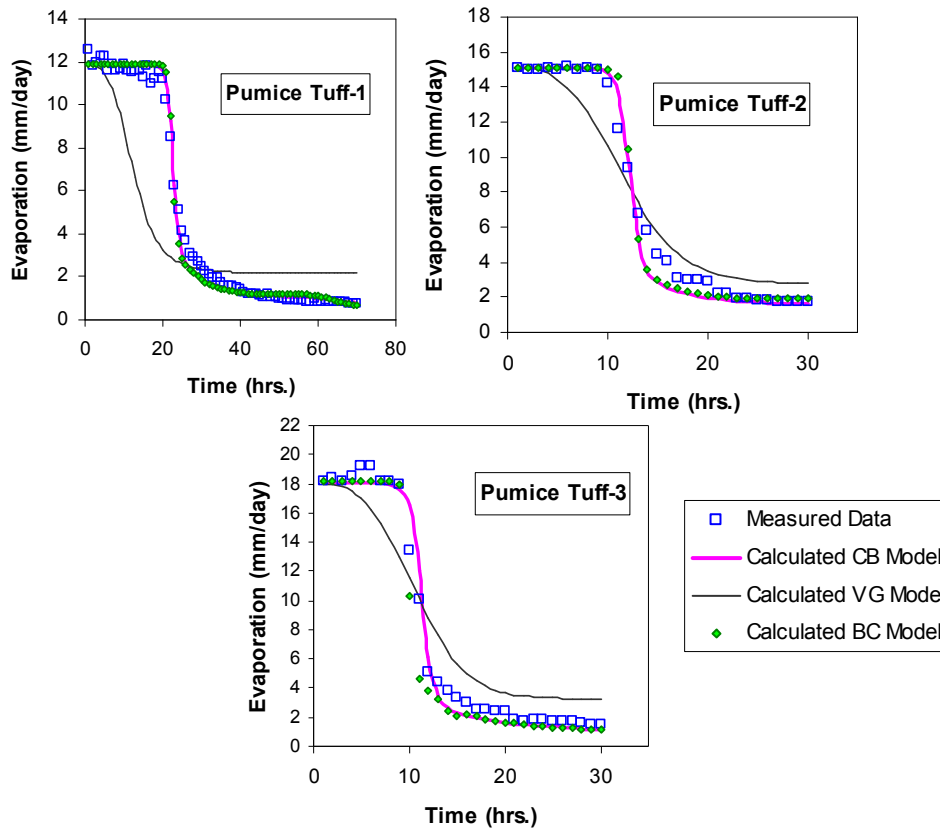 Evaporation (mm/day)
14
12
10
8
6
4
2
0
0 20 40 60 80
Time (hrs.)
Pumice Tuff-1
Evaporation (mm/day)
18
16
14
12
10
8
6
4
2
0
0 10 20 30
Time (hrs.)
Pumice Tuff-2
Evaporation (mm/day)
22
20
18
16
14
12
10
8
6
4
2
0
0 10 20 30
Time (hrs.)
Pumice Tuff-3
Measured Data
Calculated CB Model
Calculated VG Mode
Calculated BC Model